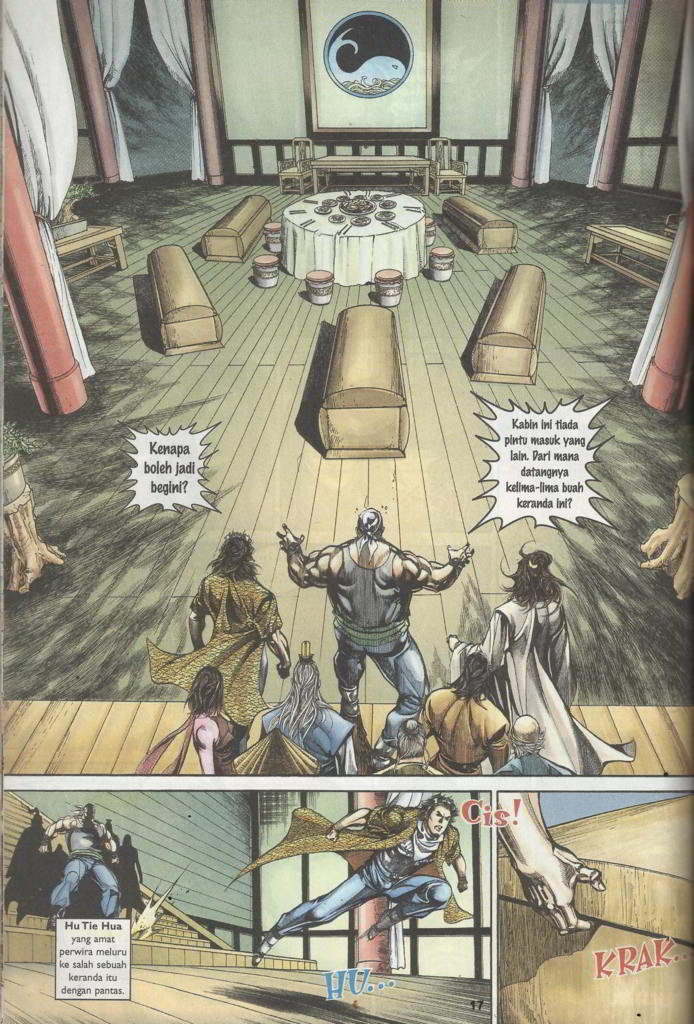 Kenapa
boleh jadi
begini?
Kabin ini tiada
pintu masuk yang
lain. Dari mana
datangnya
kelima-lima buah
keranda ini?
Hu Tie Hua
yang amat
perwira meluru
ke salah sebuah
keranda itu
dengan pantas.
Cis!
HU...
KRAK...
17